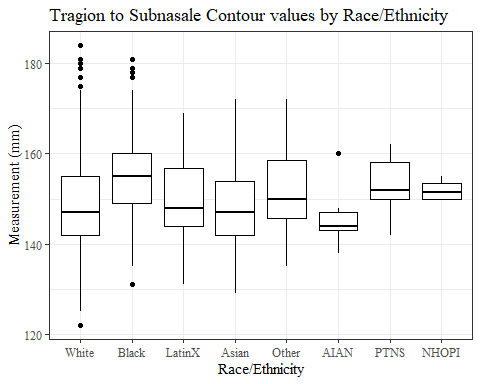 Tragion to Subnasale Contour values by Race/Ethnicity
180
160
140
120
Measurement (mm)
White Black LatinX Asian Other AIAN PTNS NHOPI
Race/Ethnicity